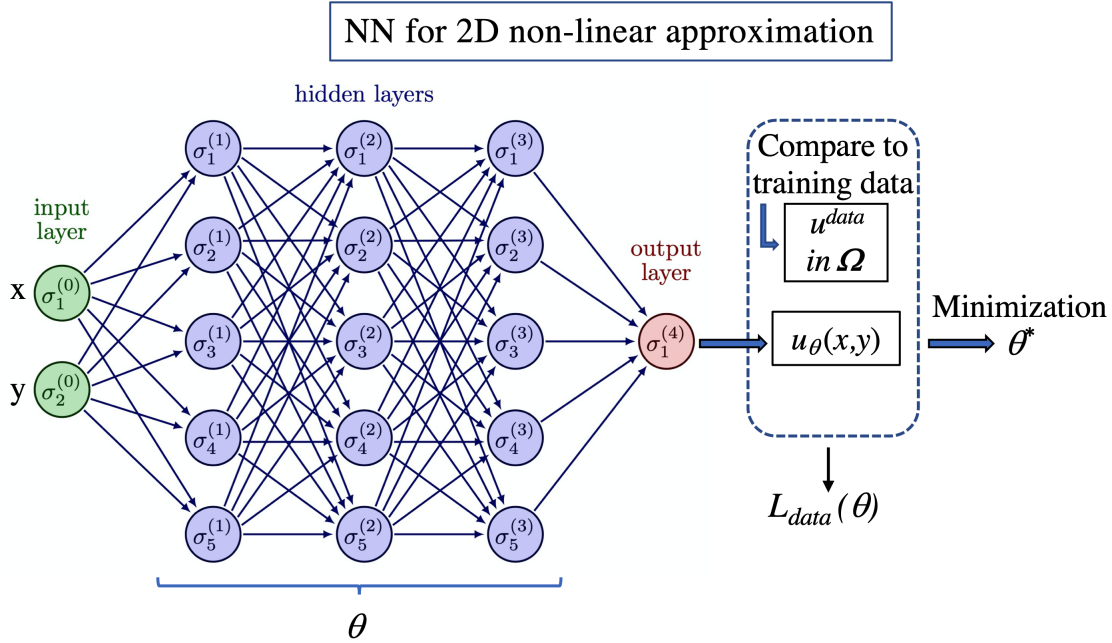 NN for 2D non-linear approximation
hidden layers
input
layer
x
y
σ₁⁽⁰⁾
σ₂⁽⁰⁾
σ₁⁽¹⁾
σ₂⁽¹⁾
σ₃⁽¹⁾
σ₄⁽¹⁾
σ₅⁽¹⁾
σ₁⁽²⁾
σ₂⁽²⁾
σ₃⁽²⁾
σ₄⁽²⁾
σ₅⁽²⁾
σ₁⁽³⁾
σ₂⁽³⁾
σ₃⁽³⁾
σ₄⁽³⁾
σ₅⁽³⁾
θ
output
layer
σ₁⁽⁴⁾
Compare to
training data
u^data
in Ω
u_θ(x,y)
L_data(θ)
Minimization
θ*